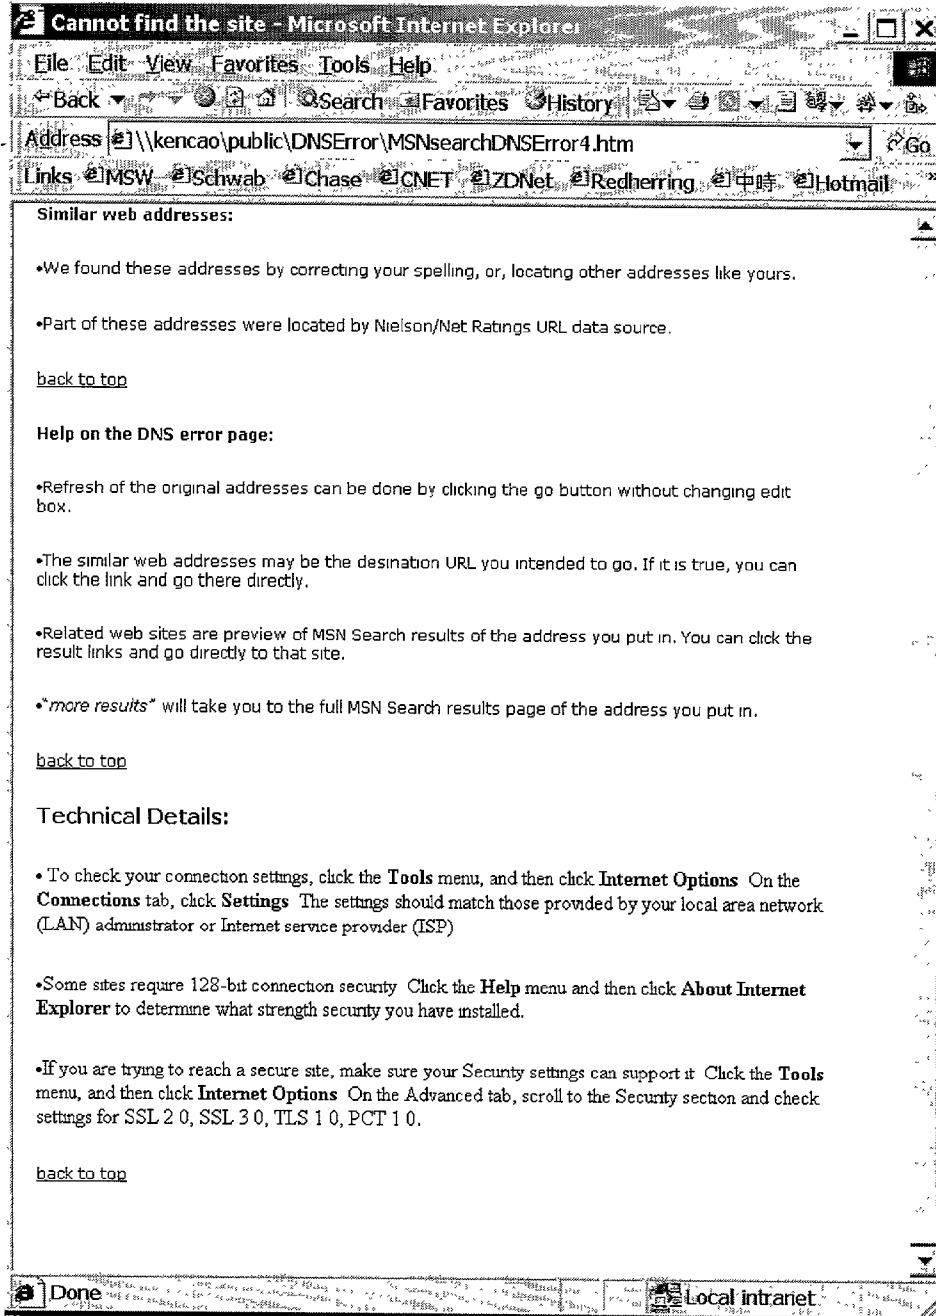 Cannot find the site - Microsoft Internet Explorer
File Edit View Favorites Tools Help
Back Search Favorites History
Address \\kencao\public\DNSError\MSNsearchDNSError4.htm Go
Links MSW Schwab Chase CNET ZDNet Redherring 中時 Hotmail »
Similar web addresses:
•We found these addresses by correcting your spelling, or, locating other addresses like yours.
•Part of these addresses were located by Nielson/Net Ratings URL data source.
back to top
Help on the DNS error page:
•Refresh of the original addresses can be done by clicking the go button without changing edit
box.
•The similar web addresses may be the desination URL you intended to go. If it is true, you can
click the link and go there directly.
•Related web sites are preview of MSN Search results of the address you put in. You can click the
result links and go directly to that site.
•"more results" will take you to the full MSN Search results page of the address you put in.
back to top
Technical Details:
• To check your connection settings, click the Tools menu, and then click Internet Options On the
Connections tab, click Settings The settings should match those provided by your local area network
(LAN) administrator or Internet service provider (ISP)
•Some sites require 128-bit connection security Click the Help menu and then click About Internet
Explorer to determine what strength security you have installed.
•If you are trying to reach a secure site, make sure your Security settings can support it Click the Tools
menu, and then click Internet Options On the Advanced tab, scroll to the Security section and check
settings for SSL 2 0, SSL 3 0, TLS 1 0, PCT 1 0.
back to top
Done Local intranet